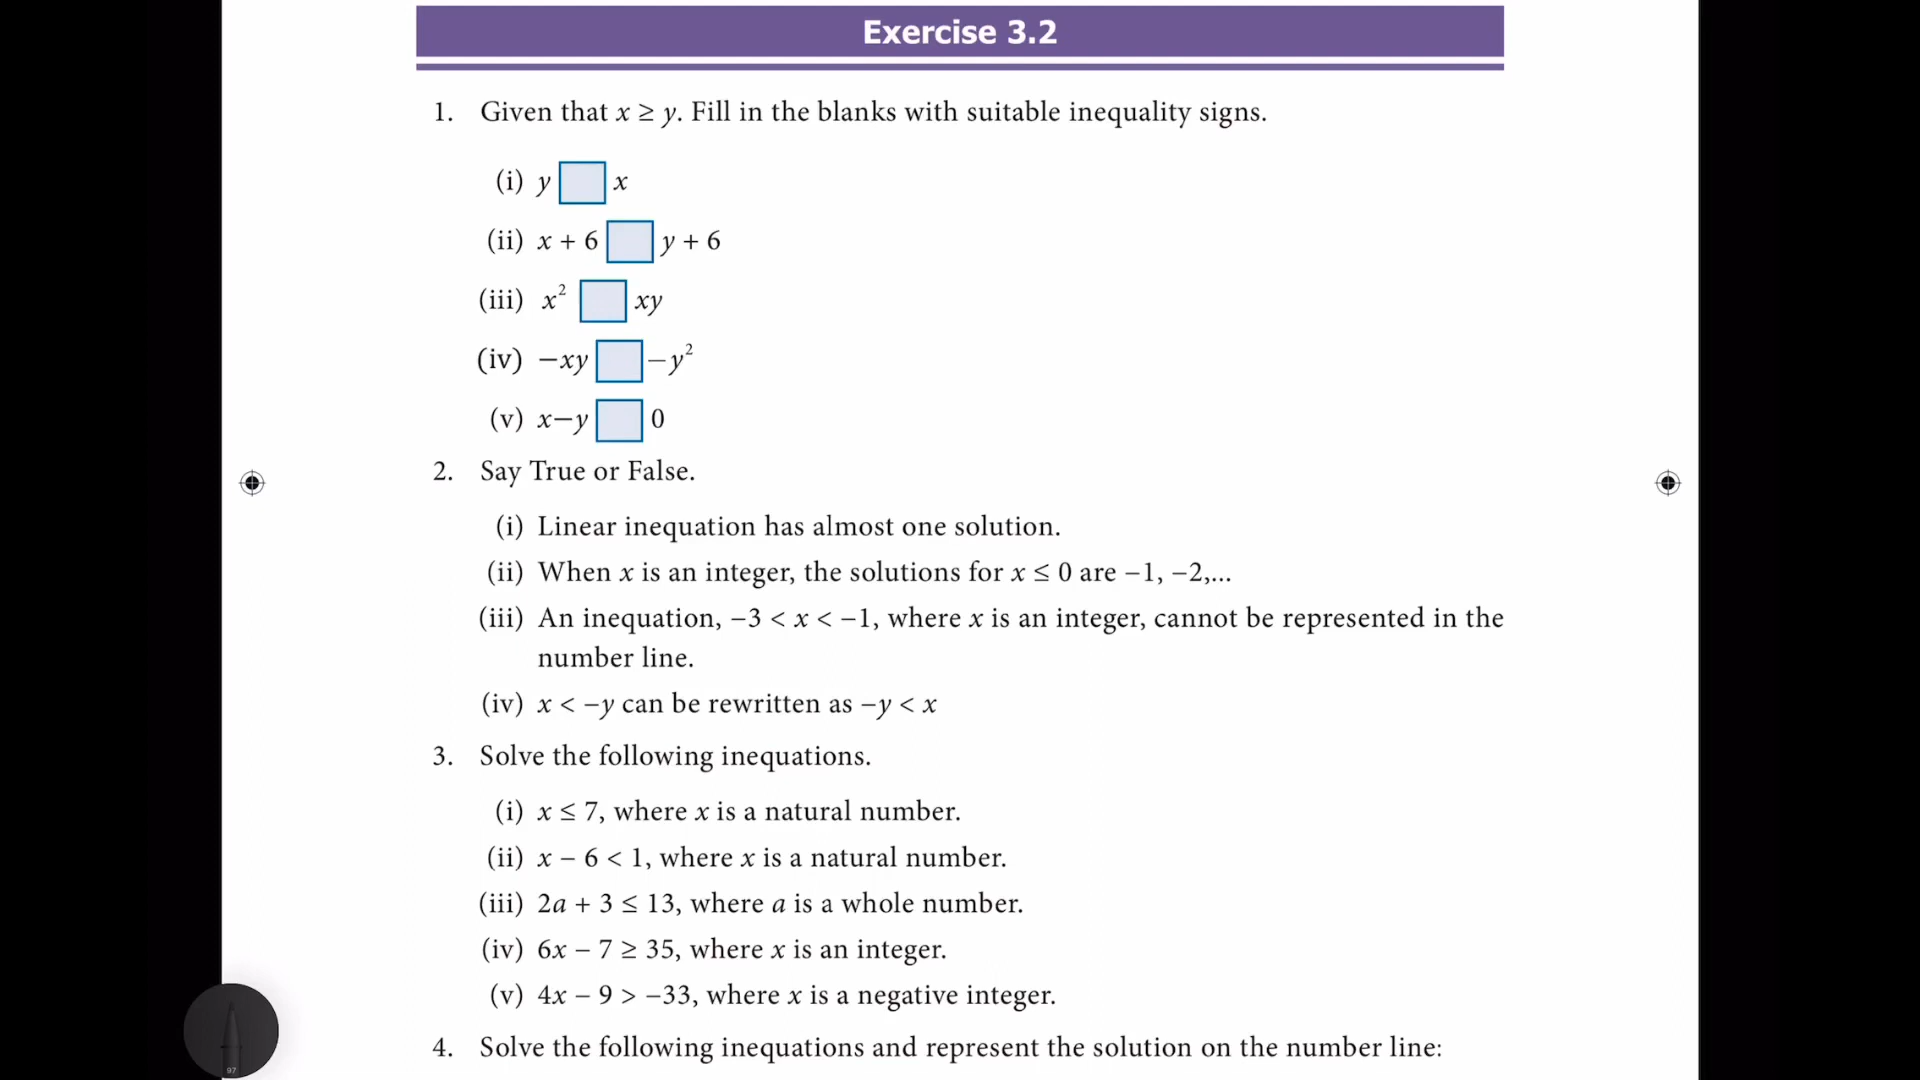 Exercise 3.2
1. Given that x ≥ y. Fill in the blanks with suitable inequality signs.
(i) y □ x
(ii) x + 6 □ y + 6
(iii) x² □ xy
(iv) −xy □ −y²
(v) x−y □ 0
2. Say True or False.
(i) Linear inequation has almost one solution.
(ii) When x is an integer, the solutions for x ≤ 0 are −1, −2,...
(iii) An inequation, −3 < x < −1, where x is an integer, cannot be represented in the
number line.
(iv) x < −y can be rewritten as −y < x
3. Solve the following inequations.
(i) x ≤ 7, where x is a natural number.
(ii) x − 6 < 1, where x is a natural number.
(iii) 2a + 3 ≤ 13, where a is a whole number.
(iv) 6x − 7 ≥ 35, where x is an integer.
(v) 4x − 9 > −33, where x is a negative integer.
4. Solve the following inequations and represent the solution on the number line:
97